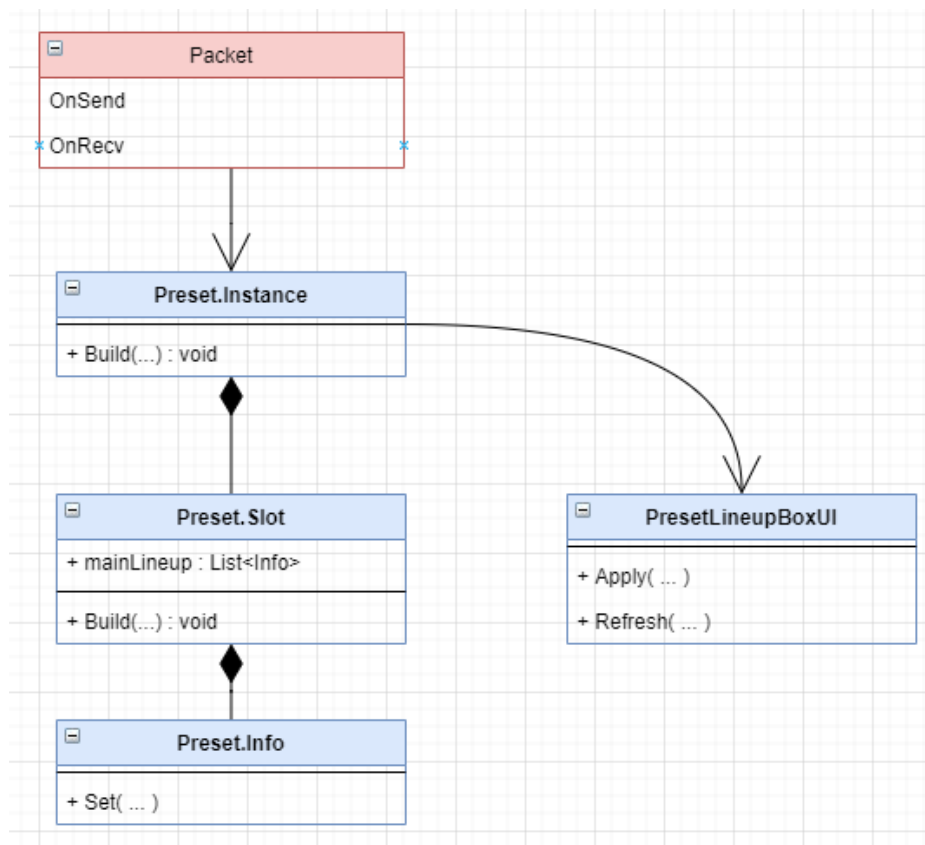 Packet
OnSend
OnRecv
Preset.Instance
+ Build(...) : void
Preset.Slot
+ mainLineup : List<Info>
+ Build(...) : void
PresetLineupBoxUI
+ Apply( ... )
+ Refresh( ... )
Preset.Info
+ Set( ... )